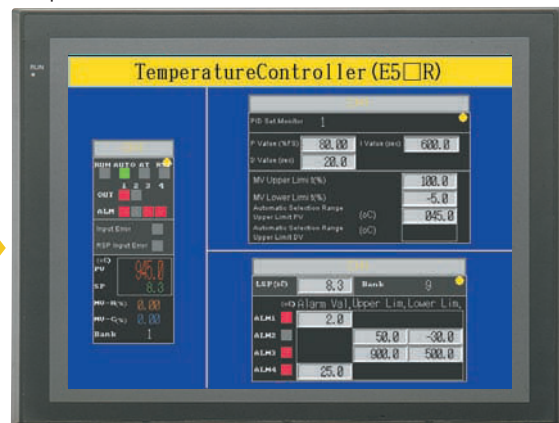 RUN
TemperatureController(E5□R)
RUN AUTO AT
1 2 3 4
OUT
ALM
Input Error
RSP Input Error
(oC)
PV 945.0
SP 8.3
MV-H(%) 0.00
MV-C(%) 0.00
Bank 1
PID Set Monitor 1
P Value (%FS) 80.00 I Value (sec) 600.0
D Value (sec) 20.0
MV Upper Limit(%) 100.0
MV Lower Limit(%) -5.0
Automatic Selection Range
Upper Limit PV (oC) 045.0
Automatic Selection Range
Upper Limit DV (oC)
LSP(oC) 8.3 Bank 9
(oC) Alarm Val, Upper Lim, Lower Lim,
ALM1 2.0
ALM2 50.0 -30.0
ALM3 900.0 500.0
ALM4 25.0